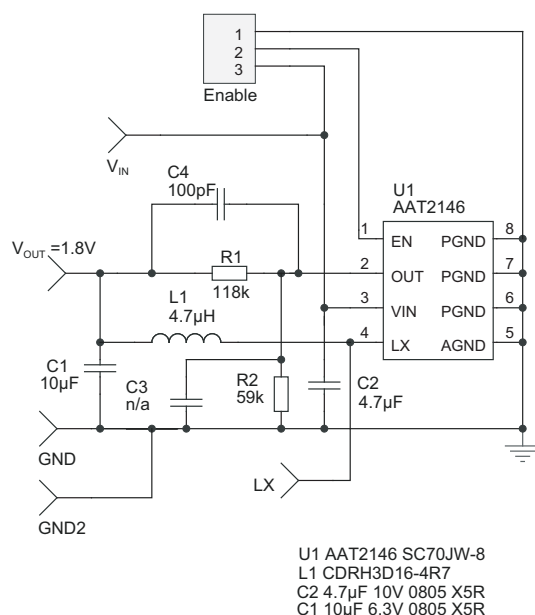 1
2
3
Enable
V_IN
C4
100pF
U1
AAT2146
V_OUT =1.8V
R1
118k
1 EN PGND 8
2 OUT PGND 7
3 VIN PGND 6
4 LX AGND 5
L1
4.7µH
C1
10µF
C3
n/a
R2
59k
C2
4.7µF
GND
LX
GND2
U1 AAT2146 SC70JW-8
L1 CDRH3D16-4R7
C2 4.7µF 10V 0805 X5R
C1 10µF 6.3V 0805 X5R